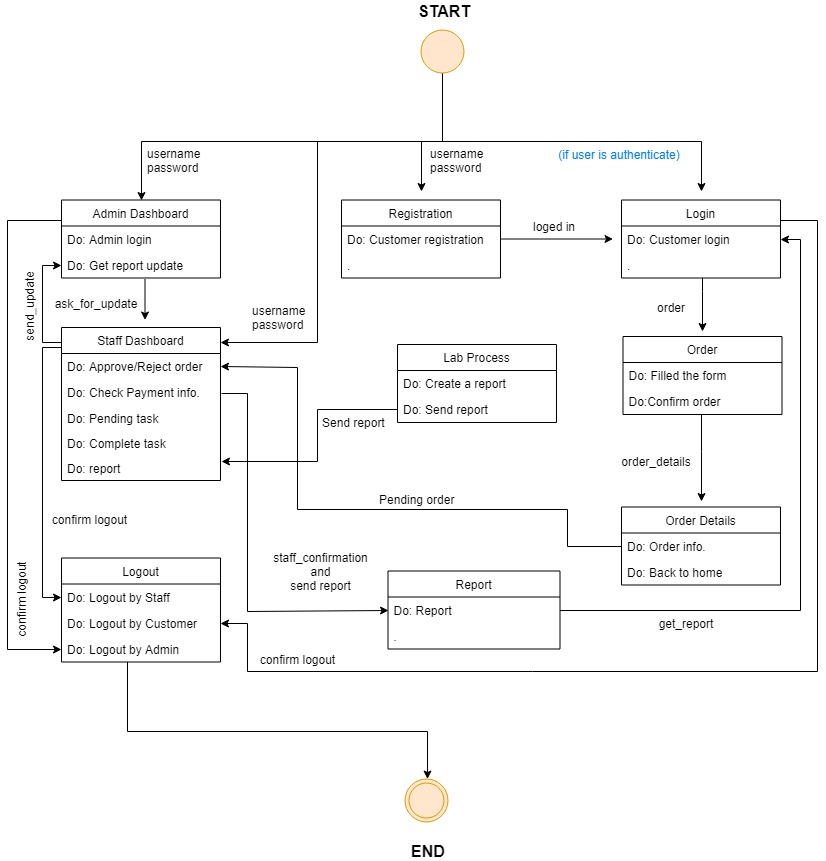 START
username
password
username
password
(if user is authenticate)
Admin Dashboard
Do: Admin login
Do: Get report update
Registration
Do: Customer registration
.
loged in
Login
Do: Customer login
.
send_update
ask_for_update
username
password
order
Staff Dashboard
Do: Approve/Reject order
Do: Check Payment info.
Do: Pending task
Do: Complete task
Do: report
Lab Process
Do: Create a report
Do: Send report
Send report
Order
Do: Filled the form
Do:Confirm order
order_details
Pending order
Order Details
Do: Order info.
Do: Back to home
confirm logout
confirm logout
staff_confirmation
and
send report
Logout
Do: Logout by Staff
Do: Logout by Customer
Do: Logout by Admin
Report
Do: Report
.
get_report
confirm logout
END